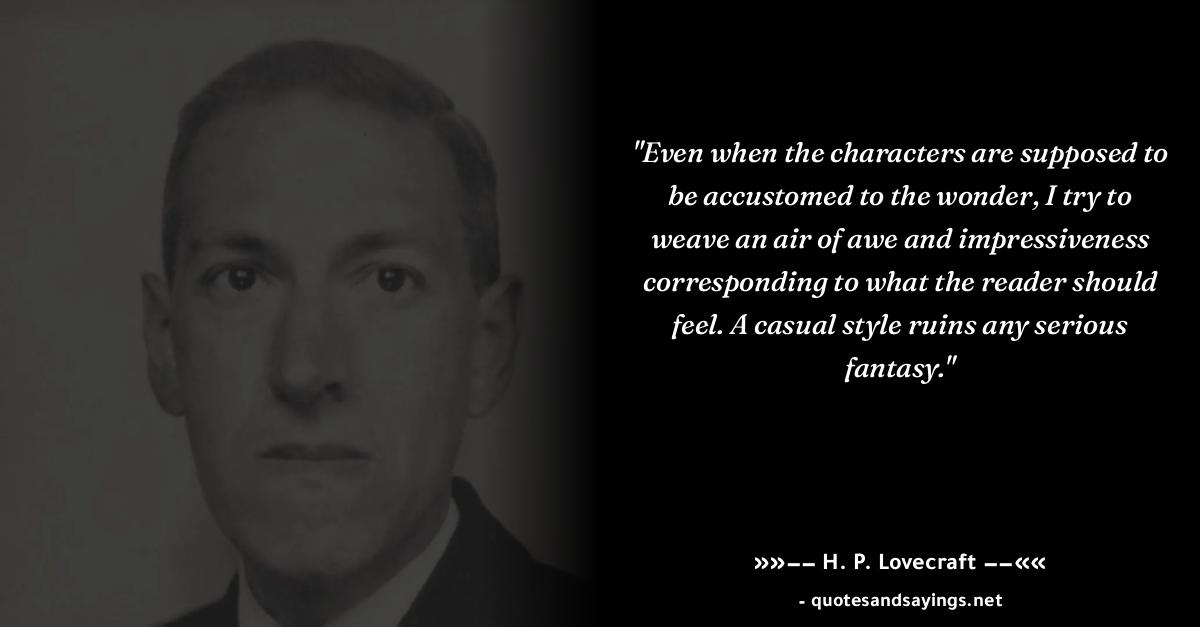 "Even when the characters are supposed to
be accustomed to the wonder, I try to
weave an air of awe and impressiveness
corresponding to what the reader should
feel. A casual style ruins any serious
fantasy."
»»−− H. P. Lovecraft −−««
- quotesandsayings.net